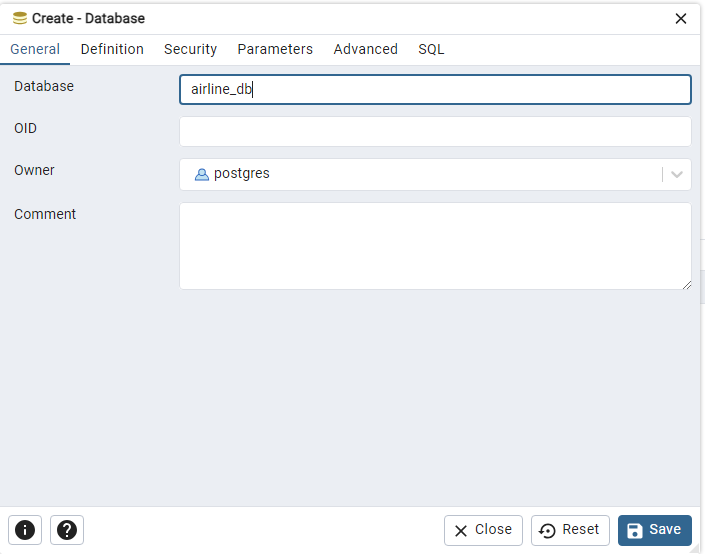 Create - Database
General Definition Security Parameters Advanced SQL
Database airline_db
OID
Owner postgres
Comment
Close Reset Save